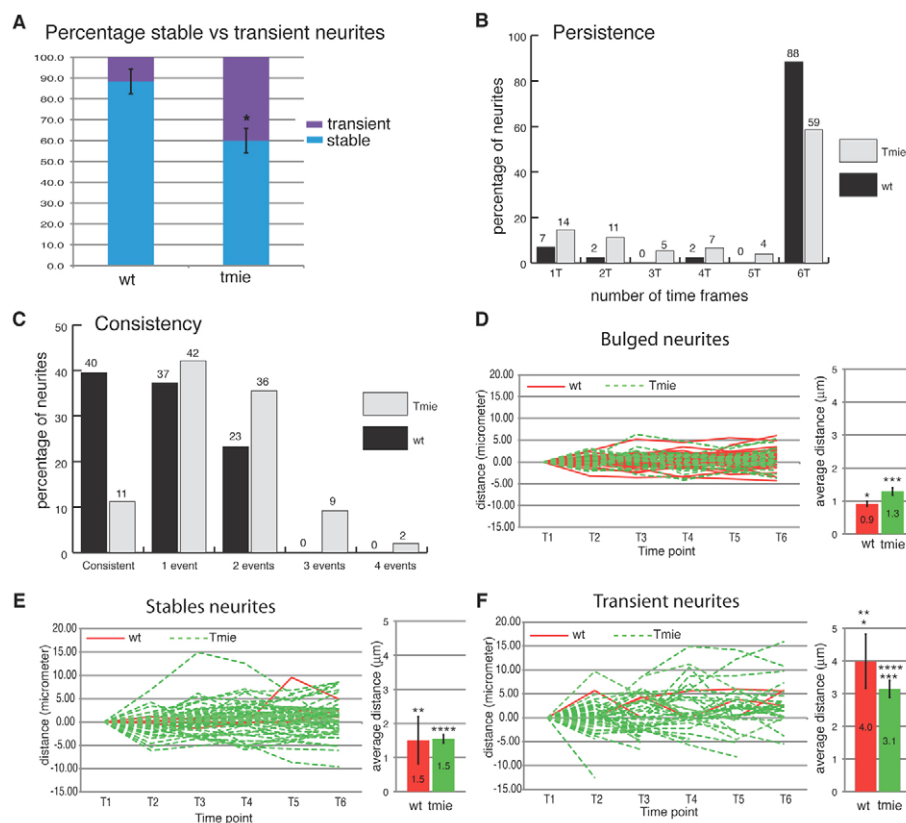 A
Percentage stable vs transient neurites
100.0
90.0
80.0
70.0
60.0
50.0
40.0
30.0
20.0
10.0
0.0
*
transient
stable
wt
tmie
B
Persistence
percentage of neurites
100
80
60
40
20
0
7
14
2
11
0
5
2
7
0
4
88
59
Tmie
wt
1T
2T
3T
4T
5T
6T
number of time frames
C
Consistency
percentage of neurites
50
40
30
20
10
0
40
11
37
42
23
36
0
9
0
2
Tmie
wt
Consistent
1 event
2 events
3 events
4 events
D
Bulged neurites
distance (micrometer)
20.00
15.00
10.00
5.00
0.00
-5.00
-10.00
-15.00
wt
Tmie
T1
T2
T3
T4
T5
T6
Time point
average distance (µm)
5
4
3
2
1
0
*
***
0.9
1.3
wt
tmie
E
Stables neurites
distance (micrometer)
20.00
15.00
10.00
5.00
0.00
-5.00
-10.00
-15.00
wt
Tmie
T1
T2
T3
T4
T5
T6
Time point
average distance (µm)
5
4
3
2
1
0
**
****
1.5
1.5
wt
tmie
F
Transient neurites
distance (micrometer)
20.00
15.00
10.00
5.00
0.00
-5.00
-10.00
-15.00
wt
Tmie
T1
T2
T3
T4
T5
T6
Time point
average distance (µm)
5
4
3
2
1
0
**
*
****
***
4.0
3.1
wt
tmie